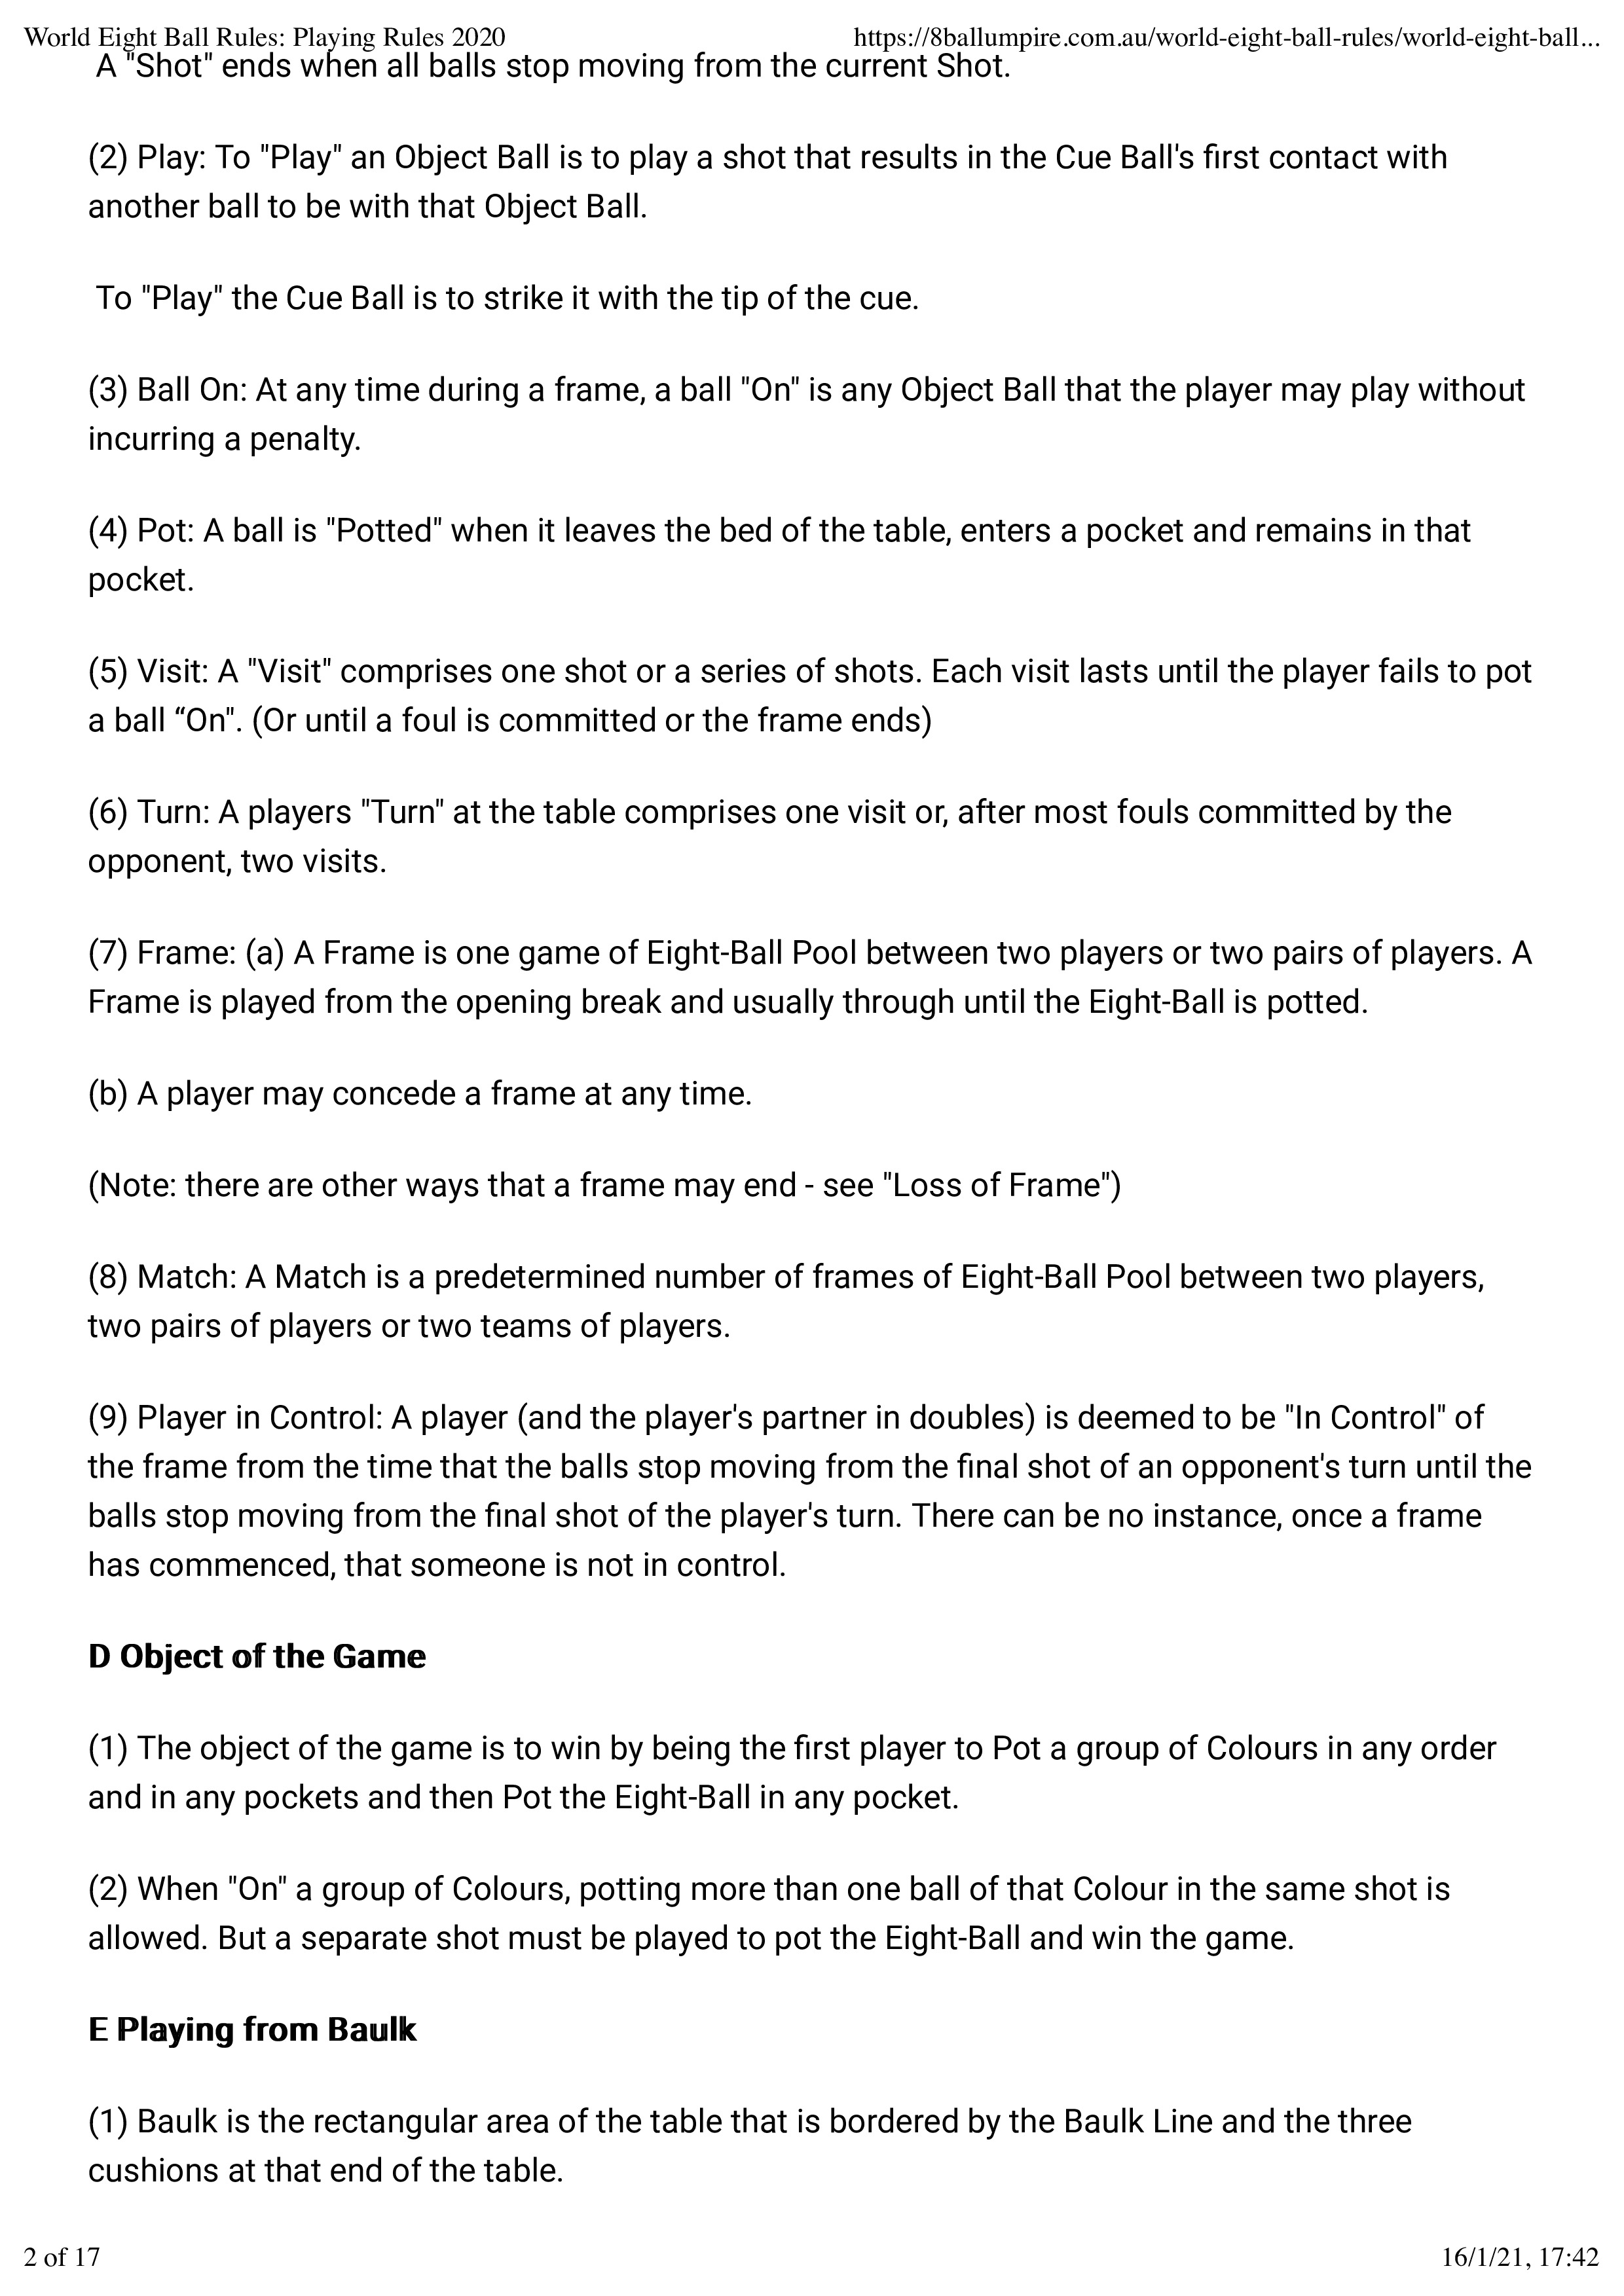 World Eight Ball Rules: Playing Rules 2020 https://8ballumpire.com.au/world-eight-ball-rules/world-eight-ball...
A "Shot" ends when all balls stop moving from the current Shot.
(2) Play: To "Play" an Object Ball is to play a shot that results in the Cue Ball's first contact with
another ball to be with that Object Ball.
To "Play" the Cue Ball is to strike it with the tip of the cue.
(3) Ball On: At any time during a frame, a ball "On" is any Object Ball that the player may play without
incurring a penalty.
(4) Pot: A ball is "Potted" when it leaves the bed of the table, enters a pocket and remains in that
pocket.
(5) Visit: A "Visit" comprises one shot or a series of shots. Each visit lasts until the player fails to pot
a ball “On". (Or until a foul is committed or the frame ends)
(6) Turn: A players "Turn" at the table comprises one visit or, after most fouls committed by the
opponent, two visits.
(7) Frame: (a) A Frame is one game of Eight-Ball Pool between two players or two pairs of players. A
Frame is played from the opening break and usually through until the Eight-Ball is potted.
(b) A player may concede a frame at any time.
(Note: there are other ways that a frame may end - see "Loss of Frame")
(8) Match: A Match is a predetermined number of frames of Eight-Ball Pool between two players,
two pairs of players or two teams of players.
(9) Player in Control: A player (and the player's partner in doubles) is deemed to be "In Control" of
the frame from the time that the balls stop moving from the final shot of an opponent's turn until the
balls stop moving from the final shot of the player's turn. There can be no instance, once a frame
has commenced, that someone is not in control.
D Object of the Game
(1) The object of the game is to win by being the first player to Pot a group of Colours in any order
and in any pockets and then Pot the Eight-Ball in any pocket.
(2) When "On" a group of Colours, potting more than one ball of that Colour in the same shot is
allowed. But a separate shot must be played to pot the Eight-Ball and win the game.
E Playing from Baulk
(1) Baulk is the rectangular area of the table that is bordered by the Baulk Line and the three
cushions at that end of the table.
2 of 17 16/1/21, 17:42